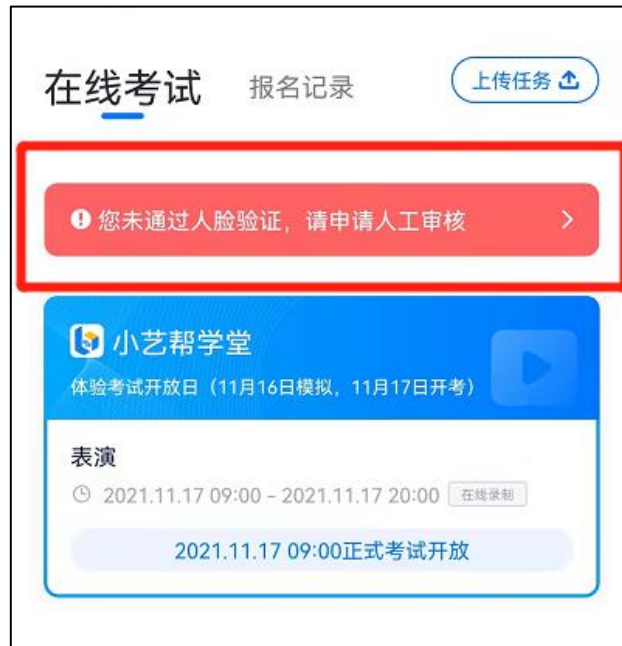 在线考试 报名记录 上传任务
您未通过人脸验证，请申请人工审核
小艺帮学堂
体验考试开放日（11月16日模拟，11月17日开考）
表演
2021.11.17 09:00 - 2021.11.17 20:00 在线录制
2021.11.17 09:00正式考试开放